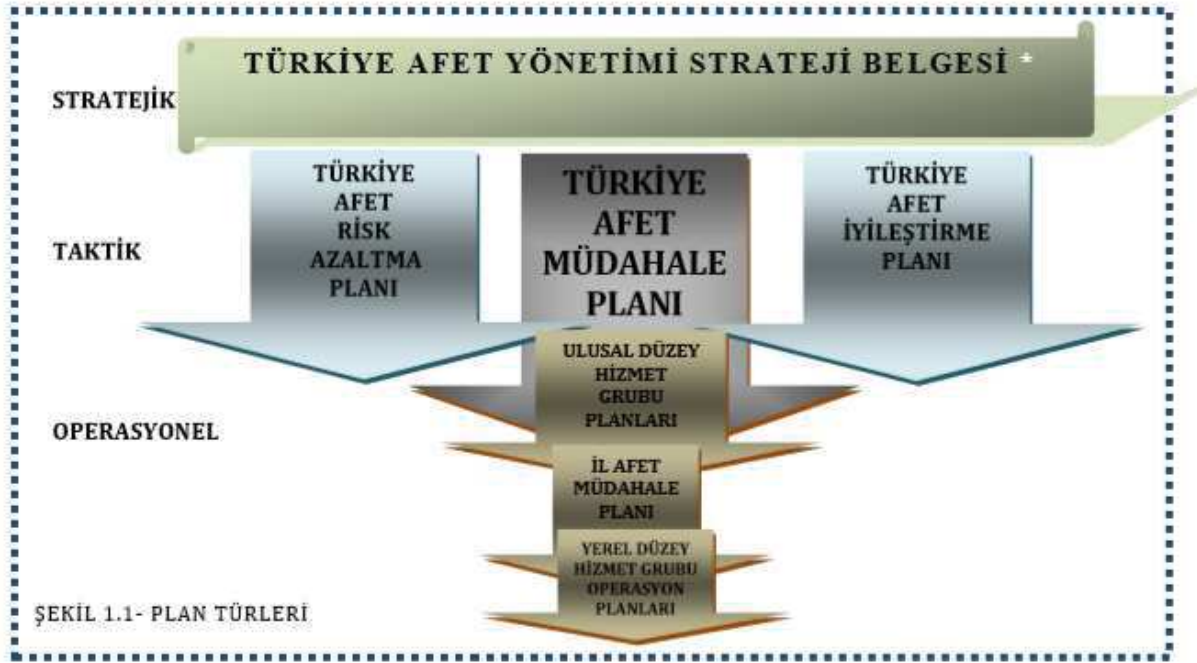 TÜRKİYE AFET YÖNETİMİ STRATEJİ BELGESİ *
STRATEJİK
TÜRKİYE
AFET
RİSK
AZALTMA
PLANI
TÜRKİYE
AFET
MÜDAHALE
PLANI
TÜRKİYE
AFET
İYİLEŞTİRME
PLANI
TAKTİK
ULUSAL DÜZEY
HİZMET
GRUBU
PLANLARI
OPERASYONEL
İL AFET
MÜDAHALE
PLANI
YEREL DÜZEY
HİZMET GRUBU
OPERASYON
PLANLARI
ŞEKİL 1.1- PLAN TÜRLERİ